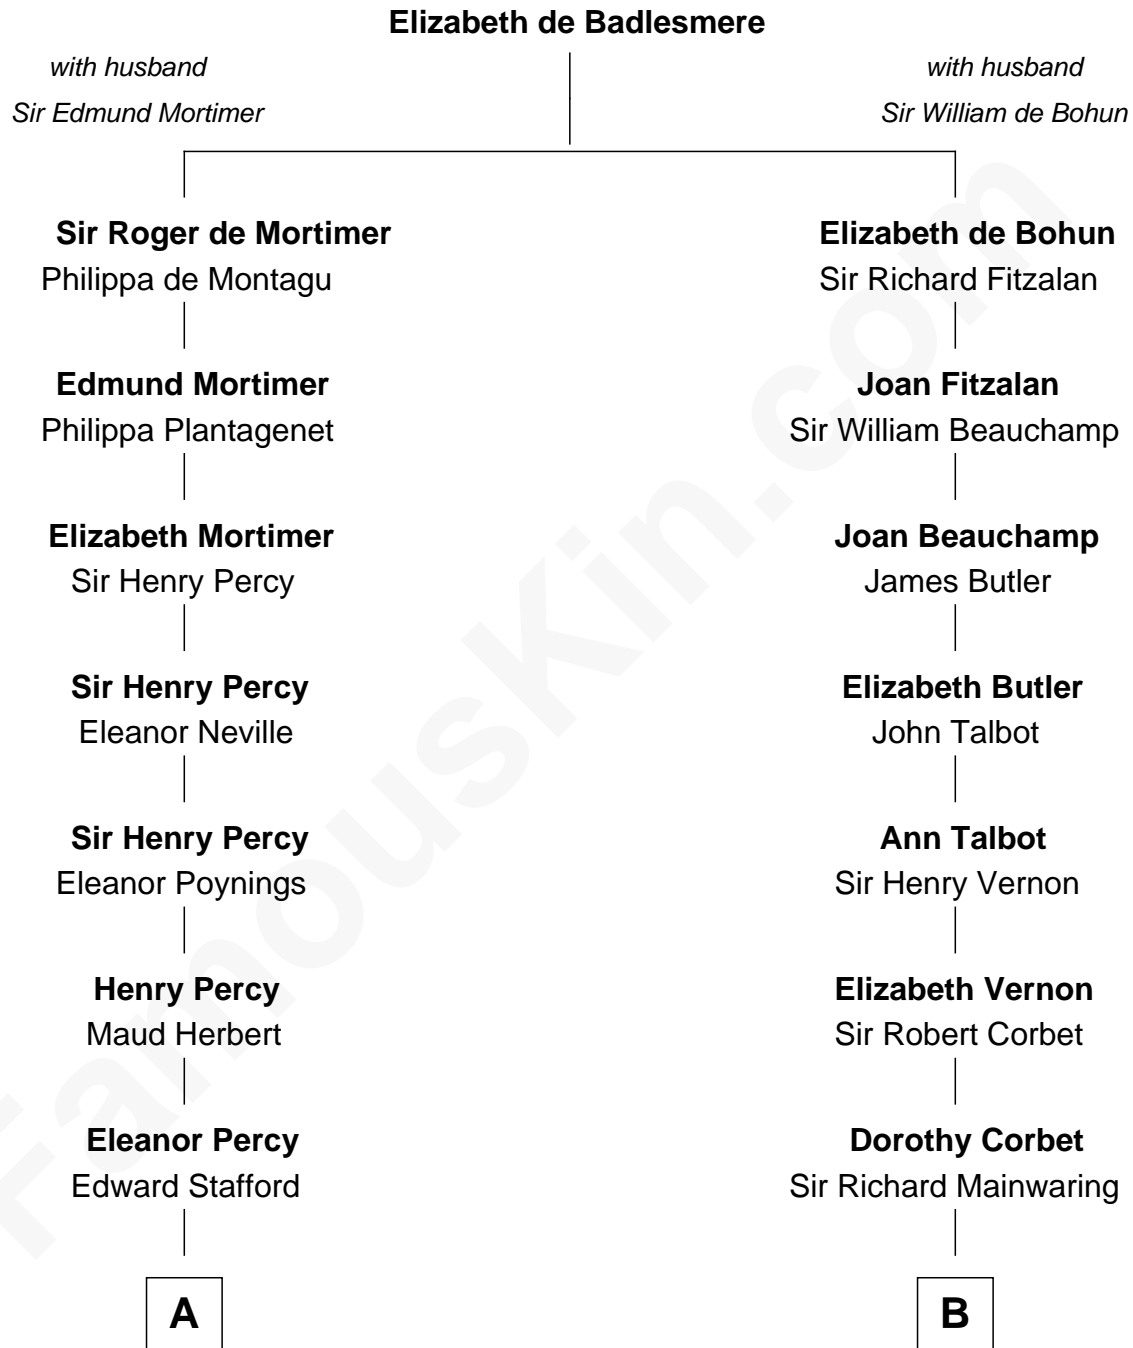 Elizabeth de Badlesmere
with husband
Sir Edmund Mortimer
with husband
Sir William de Bohun
Sir Roger de Mortimer
Philippa de Montagu
Elizabeth de Bohun
Sir Richard Fitzalan
Edmund Mortimer
Philippa Plantagenet
Joan Fitzalan
Sir William Beauchamp
Elizabeth Mortimer
Sir Henry Percy
Joan Beauchamp
James Butler
Sir Henry Percy
Eleanor Neville
Elizabeth Butler
John Talbot
Sir Henry Percy
Eleanor Poynings
Ann Talbot
Sir Henry Vernon
Henry Percy
Maud Herbert
Elizabeth Vernon
Sir Robert Corbet
Eleanor Percy
Edward Stafford
Dorothy Corbet
Sir Richard Mainwaring
A
B
FamousKin.com